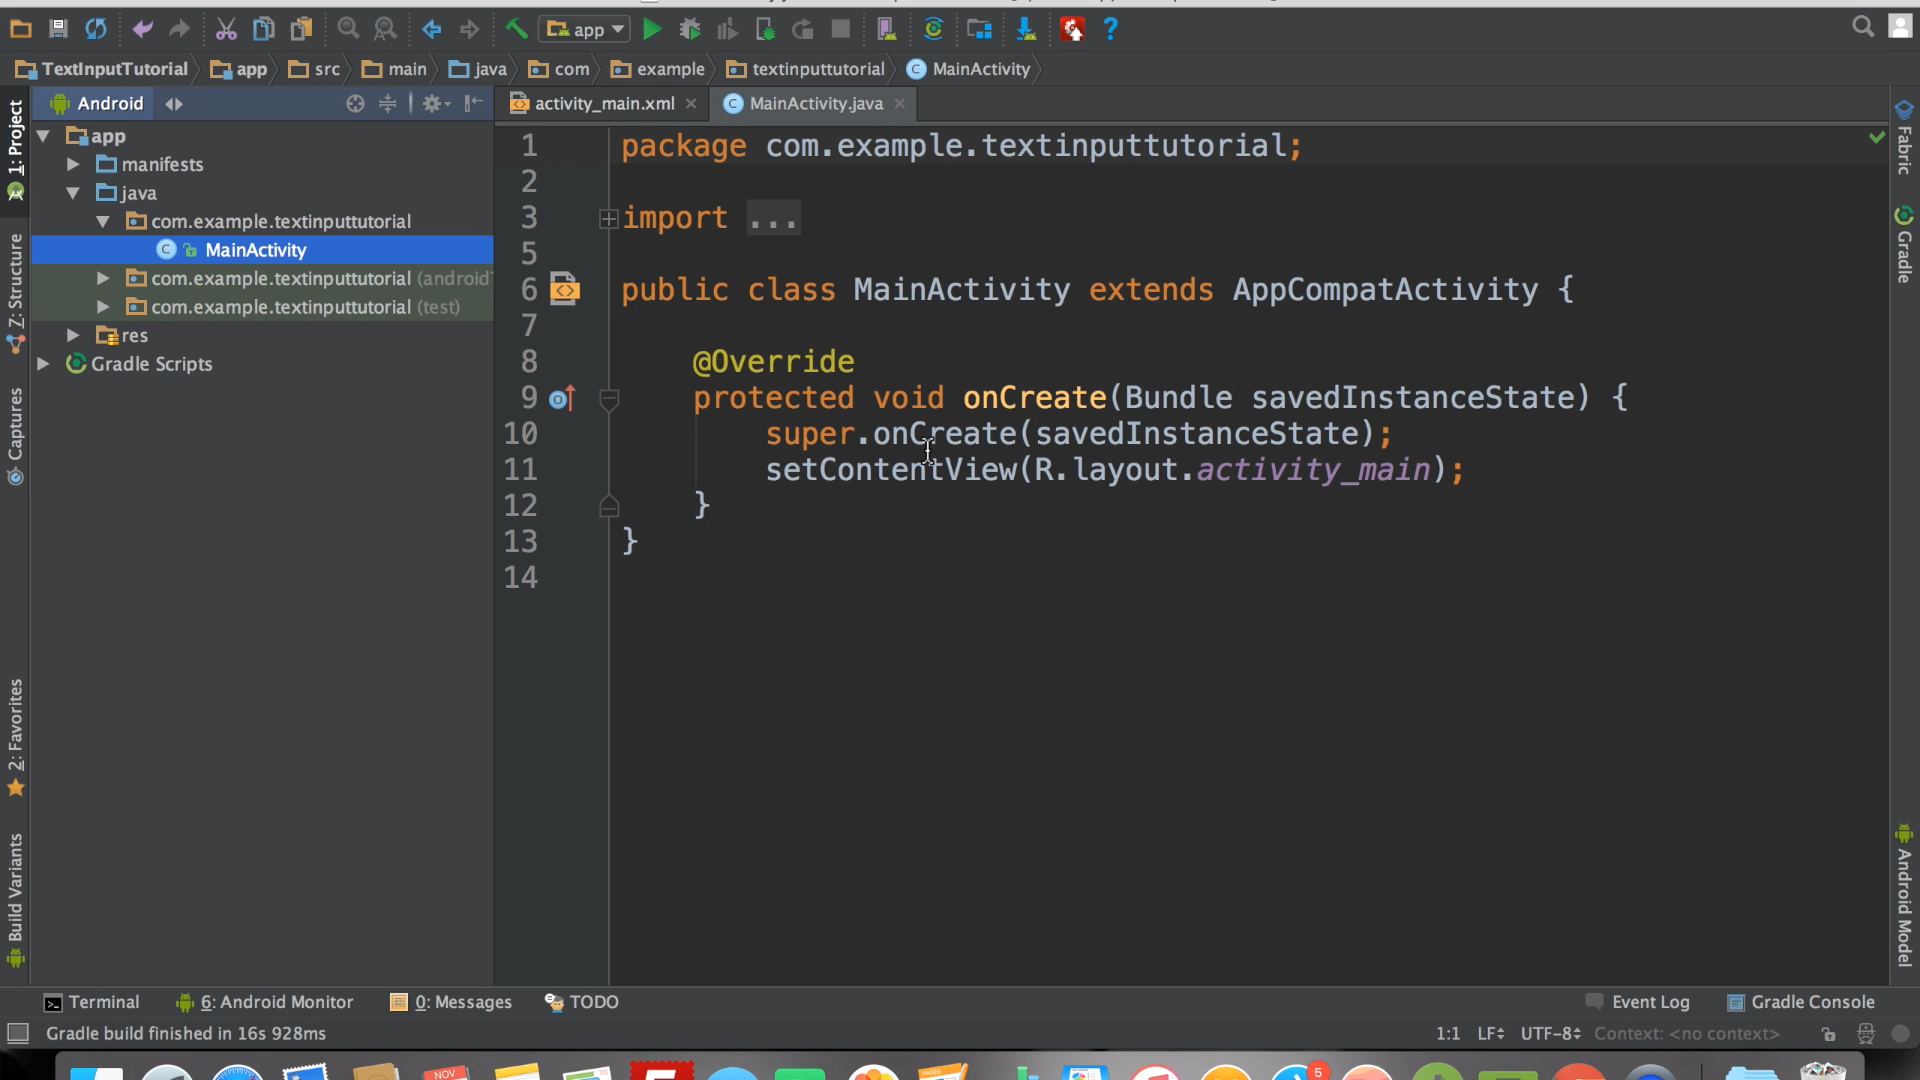 app
TextInputTutorial app src main java com example textinputtutorial MainActivity
Android
activity_main.xml
MainActivity.java
1: Project
Z: Structure
Captures
2: Favorites
Build Variants
app
manifests
java
com.example.textinputtutorial
MainActivity
com.example.textinputtutorial (android
com.example.textinputtutorial (test)
res
Gradle Scripts
1 package com.example.textinputtutorial;
2
3 import ...
5
6 public class MainActivity extends AppCompatActivity {
7
8 @Override
9 protected void onCreate(Bundle savedInstanceState) {
10 super.onCreate(savedInstanceState);
11 setContentView(R.layout.activity_main);
12 }
13 }
14
Fabric
Gradle
Android Model
Terminal 6: Android Monitor 0: Messages TODO Event Log Gradle Console
Gradle build finished in 16s 928ms 1:1 LF UTF-8 Context: <no context>
NOV
PAGES
5